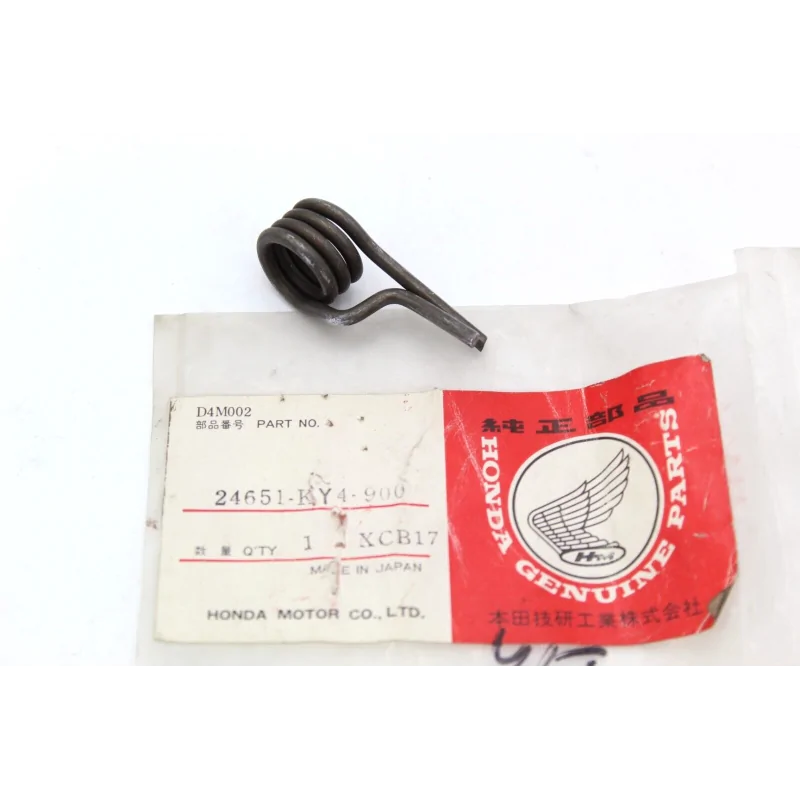 D4M002
部品番号 PART NO.
24651-KY4-900
数量 Q'TY 1 XCB17
MADE IN JAPAN
HONDA MOTOR CO., LTD.
純正部品
HONDA GENUINE PARTS
HM
本田技研工業株式会社